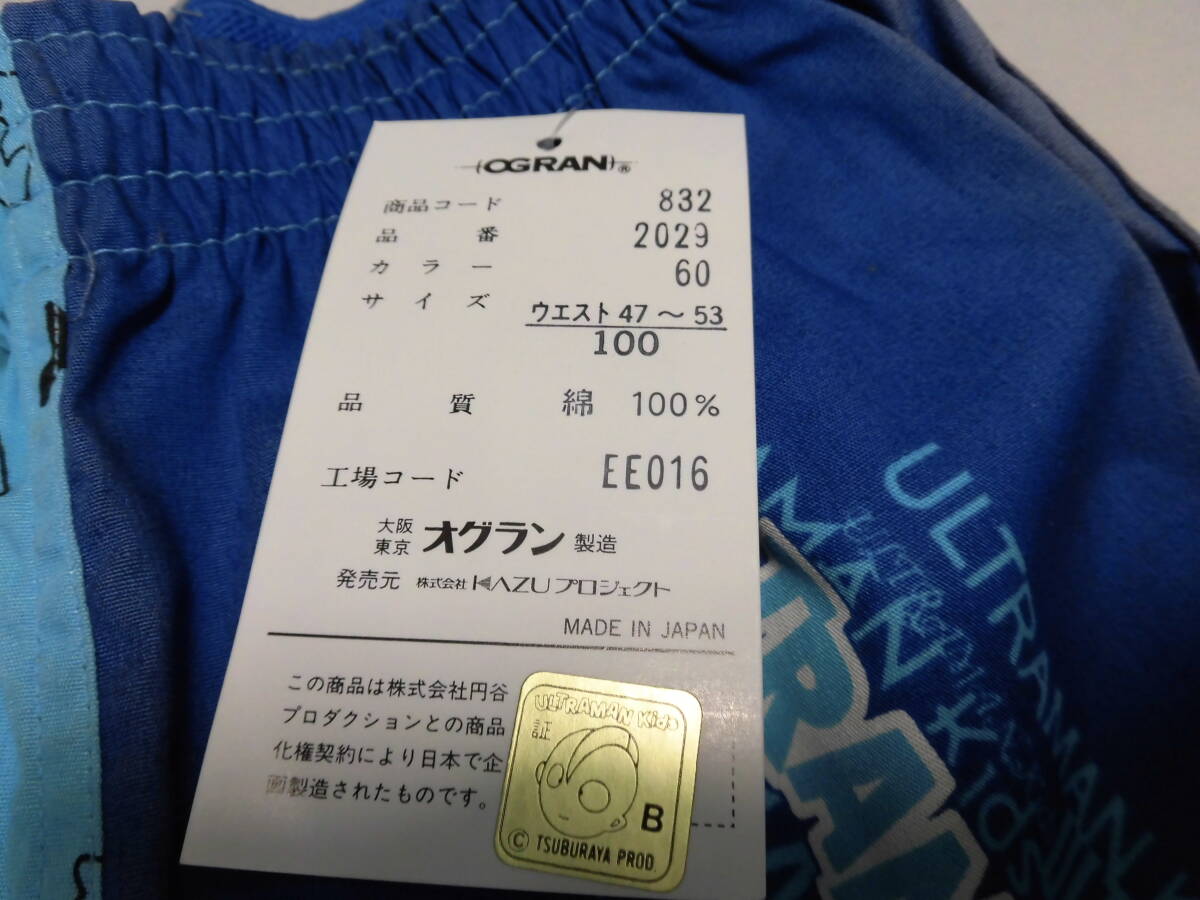 OGRAN®
商品コード 832
品番 2029
カラー 60
サイズ ウエスト 47〜53
100
品質 綿 100%
工場コード EE016
大阪
東京 オグラン 製造
発売元 株式会社 KAZUプロジェクト
MADE IN JAPAN
この商品は株式会社円谷
プロダクションとの商品
化権契約により日本で企
画製造されたものです。
ULTRAMAN Kids
証
B
© TSUBURAYA PROD.
ULTRAMAN
MAN KIDS
URAM